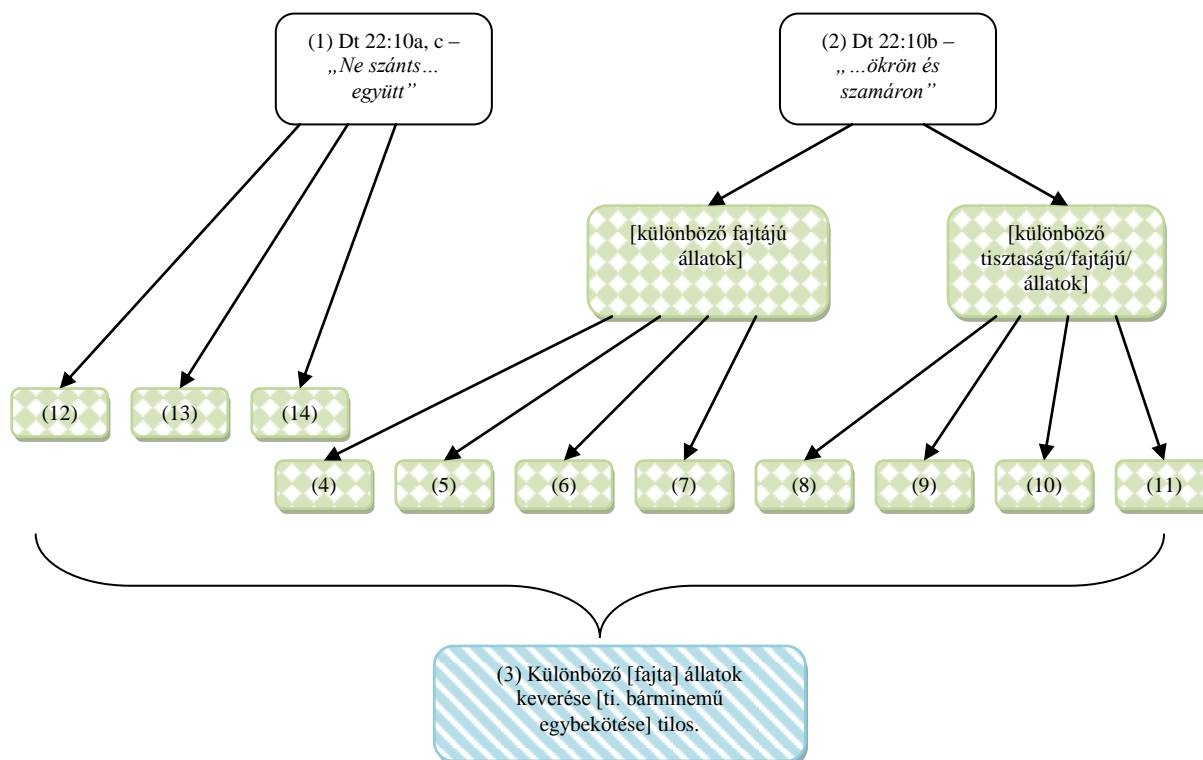 (1) Dt 22:10a, c –
„Ne szánts…
együtt”
(2) Dt 22:10b –
„…ökrön és
szamáron”
[különböző fajtájú
állatok]
[különböző
tisztaságú/fajtájú/
állatok]
(12)
(13)
(14)
(4)
(5)
(6)
(7)
(8)
(9)
(10)
(11)
(3) Különböző [fajta] állatok
keverése [ti. bárminemű
egybekötése] tilos.